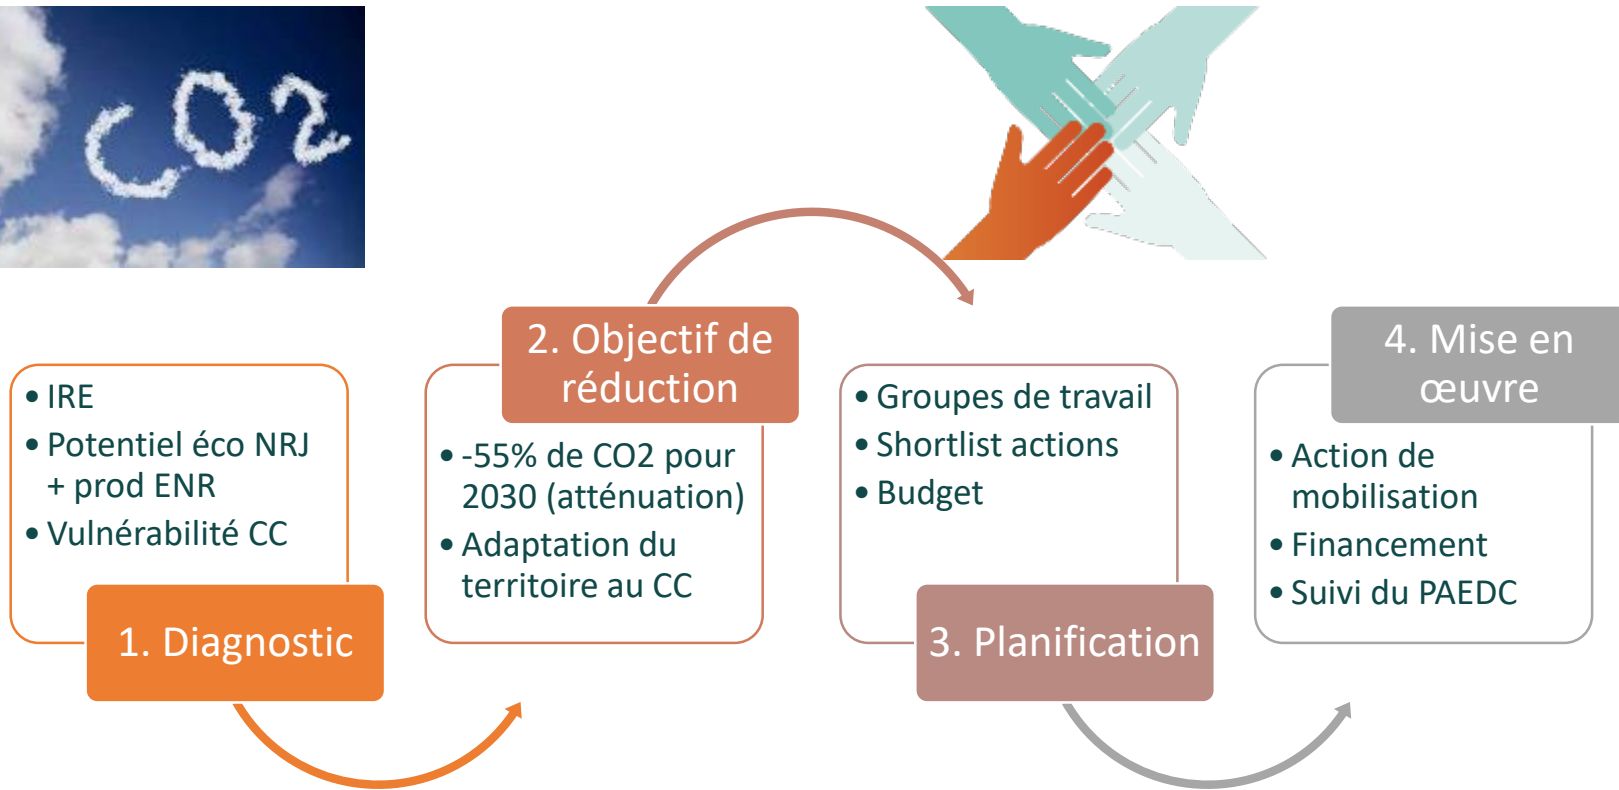 CO2
• IRE
• Potentiel éco NRJ
+ prod ENR
• Vulnérabilité CC
1. Diagnostic
2. Objectif de
réduction
• -55% de CO2 pour
2030 (atténuation)
• Adaptation du
territoire au CC
• Groupes de travail
• Shortlist actions
• Budget
3. Planification
4. Mise en
œuvre
• Action de
mobilisation
• Financement
• Suivi du PAEDC